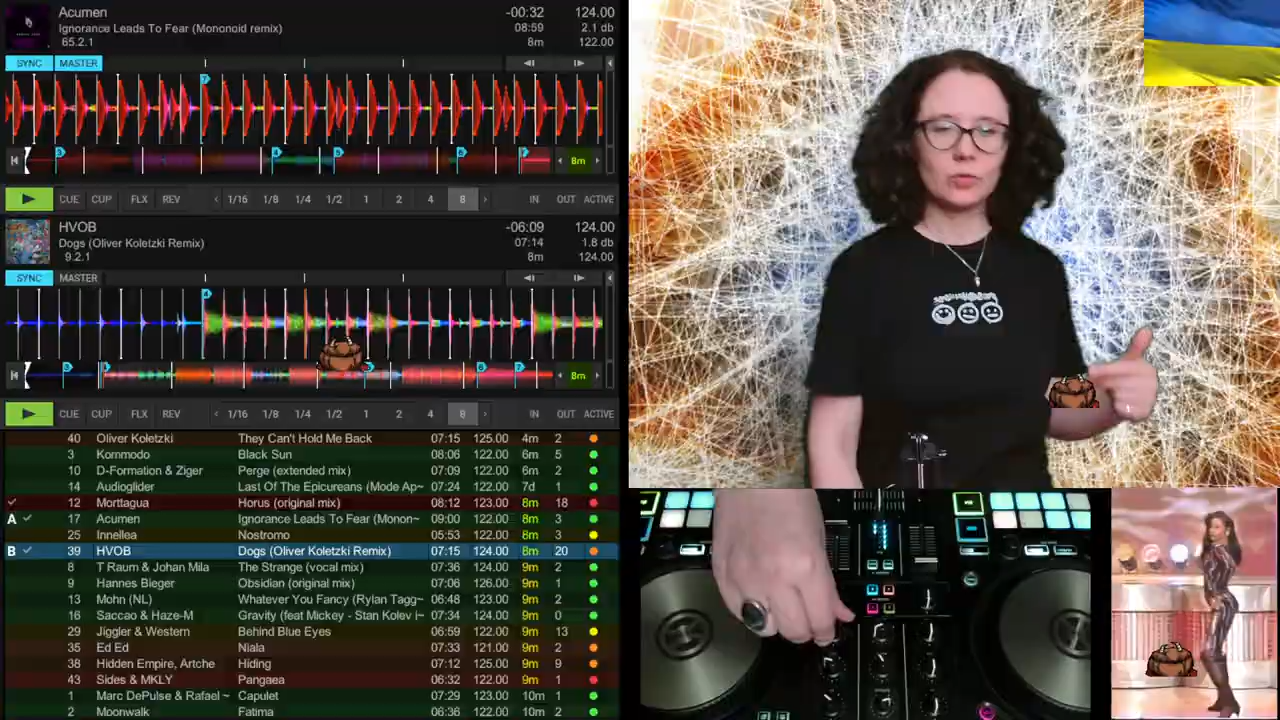 Acumen -00:32 124.00
Ignorance Leads To Fear (Mononoid remix) 08:59 2.1 db
65.2.1 8m 122.00
SYNC MASTER
7
3 4 5 6 7 8m
CUE CUP FLX REV 1/16 1/8 1/4 1/2 1 2 4 8 IN OUT ACTIVE
HVOB -06:09 124.00
Dogs (Oliver Koletzki Remix) 07:14 1.8 db
9.2.1 8m 124.00
SYNC MASTER
4
3 4 5 6 7 8m
CUE CUP FLX REV 1/16 1/8 1/4 1/2 1 2 4 8 IN OUT ACTIVE
40 Oliver Koletzki They Can't Hold Me Back 07:15 125.00 4m 2
3 Kommodo Black Sun 08:06 122.00 6m 5
10 D-Formation & Ziger Perge (extended mix) 07:09 122.00 6m 2
14 Audioglider Last Of The Epicureans (Mode Ap~ 07:24 122.00 7d 1
12 Morttagua Horus (original mix) 08:12 123.00 8m 18
A 17 Acumen Ignorance Leads To Fear (Monon~ 09:00 122.00 8m 3
25 Innellea Nostromo 05:53 122.00 8m 3
B 39 HVOB Dogs (Oliver Koletzki Remix) 07:15 124.00 8m 20
8 T Raum & Johan Mila The Strange (vocal mix) 07:36 124.00 9m 2
9 Hannes Bieger Obsidian (original mix) 07:06 126.00 9m 1
13 Mohn (NL) Whatever You Fancy (Rylan Tagg~ 06:48 123.00 9m 2
16 Saccao & Haze-M Gravity (feat Mickey - Stan Kolev i~ 07:34 124.00 9m 0
29 Jiggler & Western Behind Blue Eyes 06:59 122.00 9m 13
35 Ed Ed Niala 07:33 121.00 9m 2
38 Hidden Empire, Artche Hiding 07:12 125.00 9m 9
43 Sides & MKLY Pangaea 06:32 122.00 9m 1
1 Marc DePulse & Rafael ~ Capulet 07:29 123.00 10m 1
2 Moonwalk Fatima 06:36 122.00 10m 2